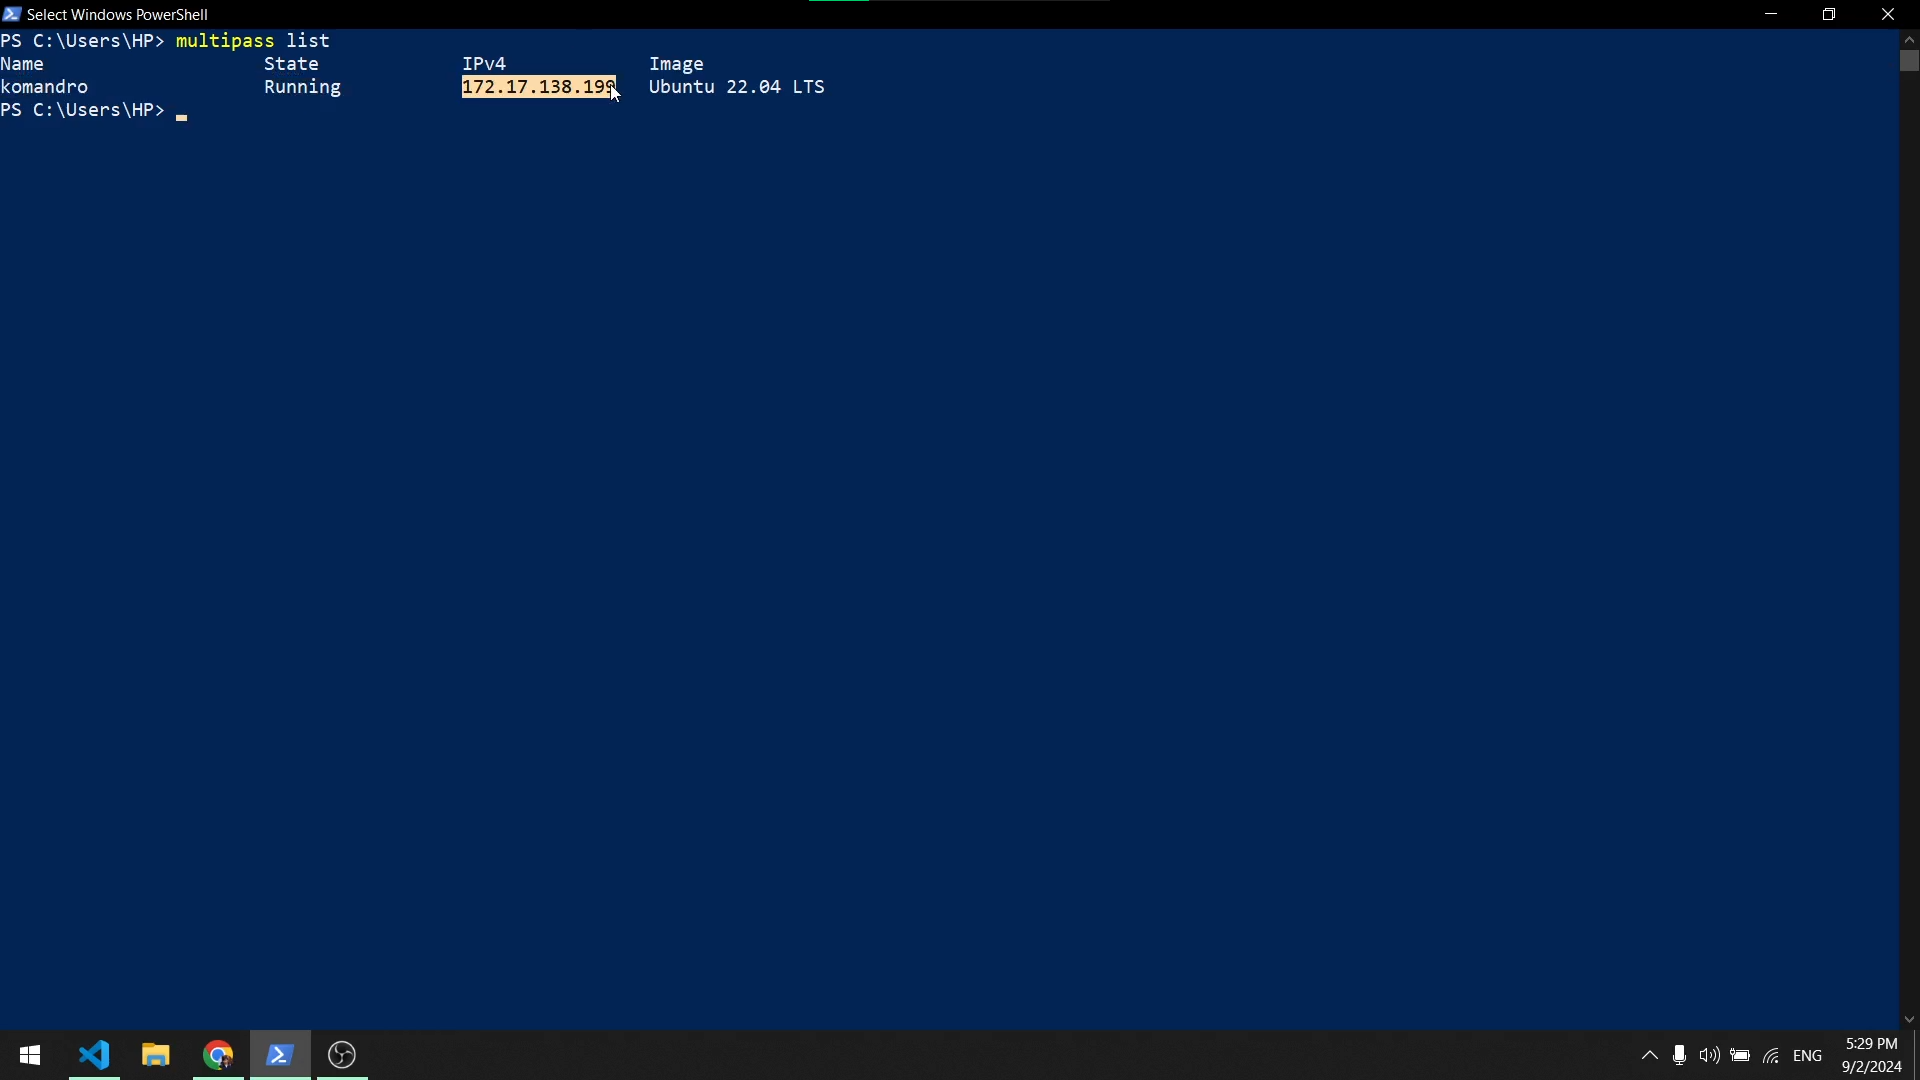 Select Windows PowerShell
PS C:\Users\HP> multipass list
Name State IPv4 Image
komandro Running 172.17.138.199 Ubuntu 22.04 LTS
PS C:\Users\HP>
ENG
5:29 PM
9/2/2024